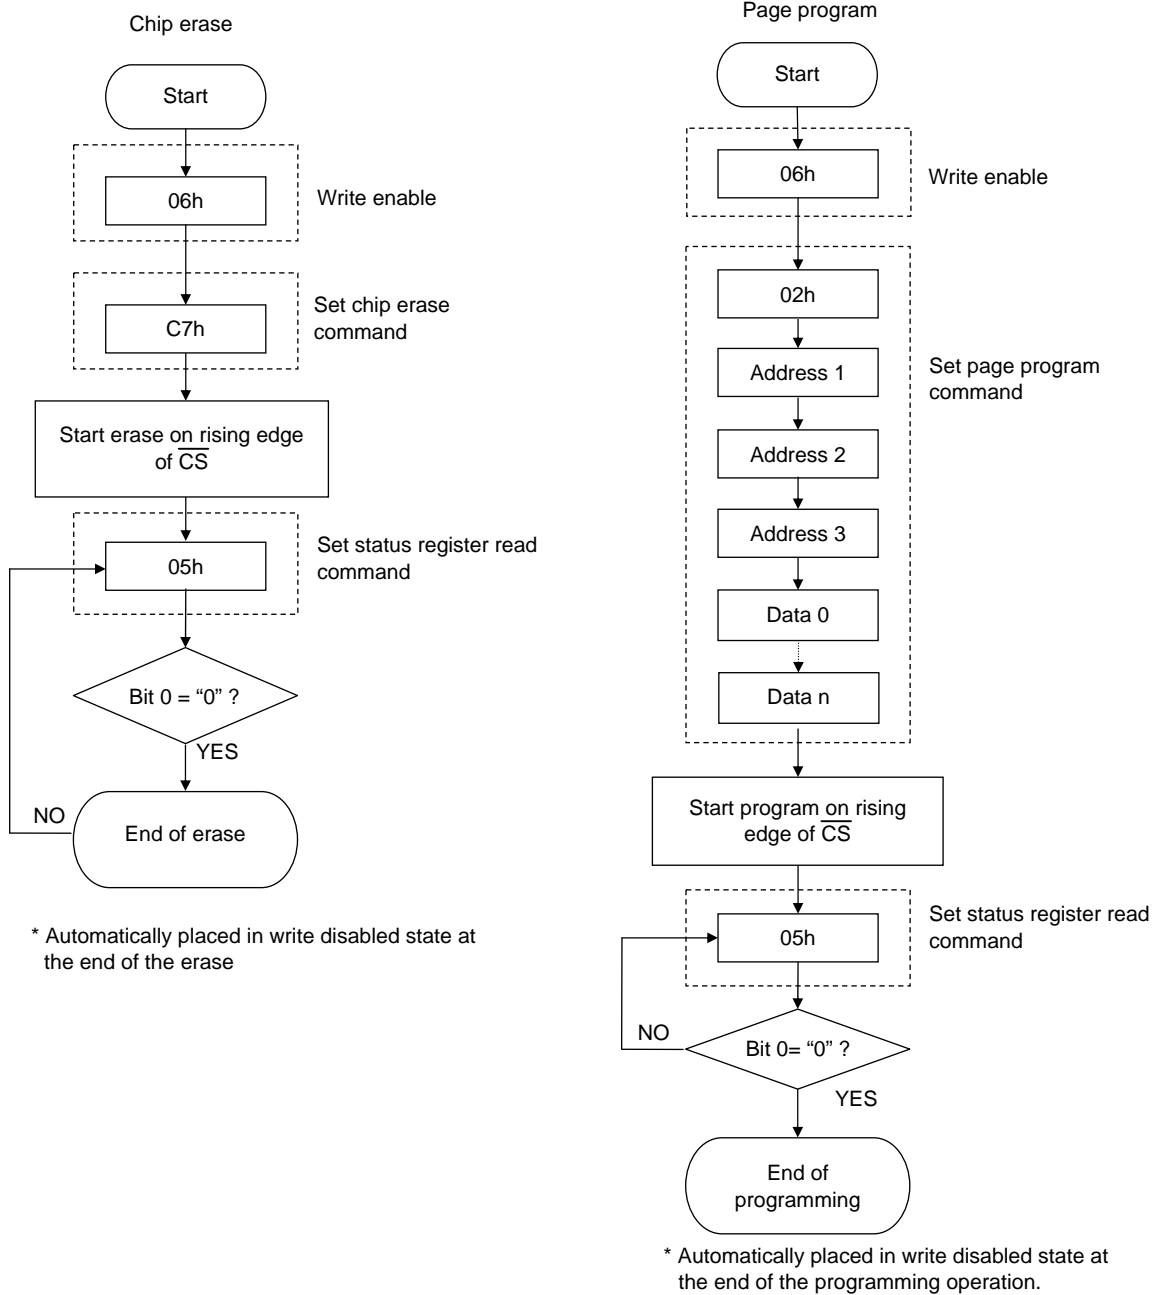 Chip erase
Start
06h
Write enable
C7h
Set chip erase
command
Start erase on rising edge
of C̅S̅
05h
Set status register read
command
Bit 0 = “0” ?
YES
NO
End of erase
* Automatically placed in write disabled state at
the end of the erase
Page program
Start
06h
Write enable
02h
Address 1
Set page program
command
Address 2
Address 3
Data 0
Data n
Start program on rising
edge of C̅S̅
05h
Set status register read
command
NO
Bit 0= “0” ?
YES
End of
programming
* Automatically placed in write disabled state at
the end of the programming operation.